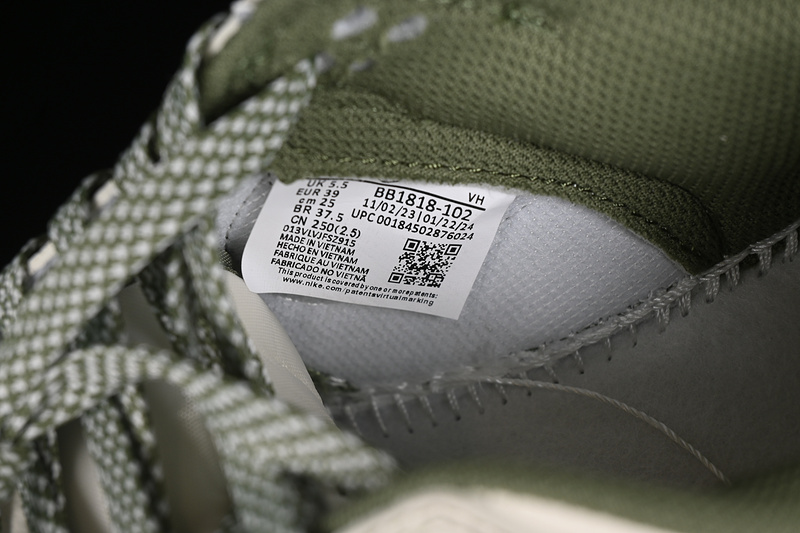 UK 5.5
EUR 39
cm 25
BR 37.5
CN 250(2.5)
VH
BB1818-102
11/02/23|01/22/24
UPC 00184502876024
013VLVJFSZ915
MADE IN VIETNAM
HECHO EN VIETNAM
FABRIQUE AU VIETNAM
FABRICADO NO VIETNÃ
This product is covered by one or more patents:
www.nike.com/patentsvirtualmarking